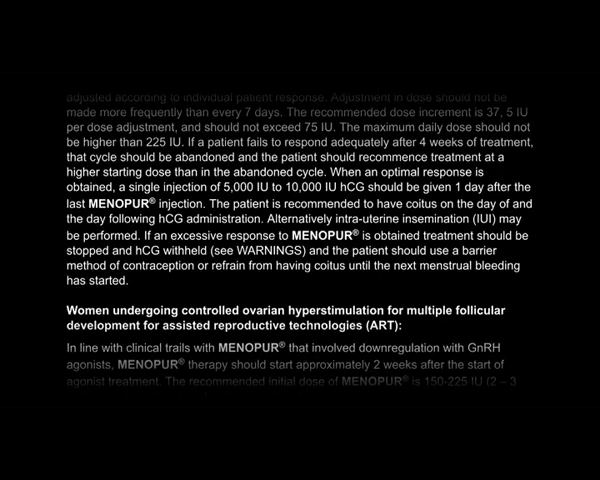 adjusted according to individual patient response. Adjustment in dose should not be
made more frequently than every 7 days. The recommended dose increment is 37, 5 IU
per dose adjustment, and should not exceed 75 IU. The maximum daily dose should not
be higher than 225 IU. If a patient fails to respond adequately after 4 weeks of treatment,
that cycle should be abandoned and the patient should recommence treatment at a
higher starting dose than in the abandoned cycle. When an optimal response is
obtained, a single injection of 5,000 IU to 10,000 IU hCG should be given 1 day after the
last MENOPUR® injection. The patient is recommended to have coitus on the day of and
the day following hCG administration. Alternatively intra-uterine insemination (IUI) may
be performed. If an excessive response to MENOPUR® is obtained treatment should be
stopped and hCG withheld (see WARNINGS) and the patient should use a barrier
method of contraception or refrain from having coitus until the next menstrual bleeding
has started.
Women undergoing controlled ovarian hyperstimulation for multiple follicular
development for assisted reproductive technologies (ART):
In line with clinical trails with MENOPUR® that involved downregulation with GnRH
agonists, MENOPUR® therapy should start approximately 2 weeks after the start of
agonist treatment. The recommended initial dose of MENOPUR® is 150-225 IU (2 – 3